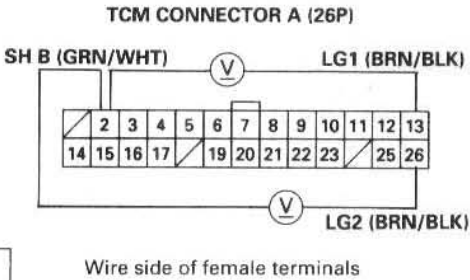 TCM CONNECTOR A (26P)
SH B (GRN/WHT) V LG1 (BRN/BLK)
2 3 4 5 6 7 8 9 10 11 12 13
14 15 16 17 19 20 21 22 23 25 26
V
LG2 (BRN/BLK)
Wire side of female terminals